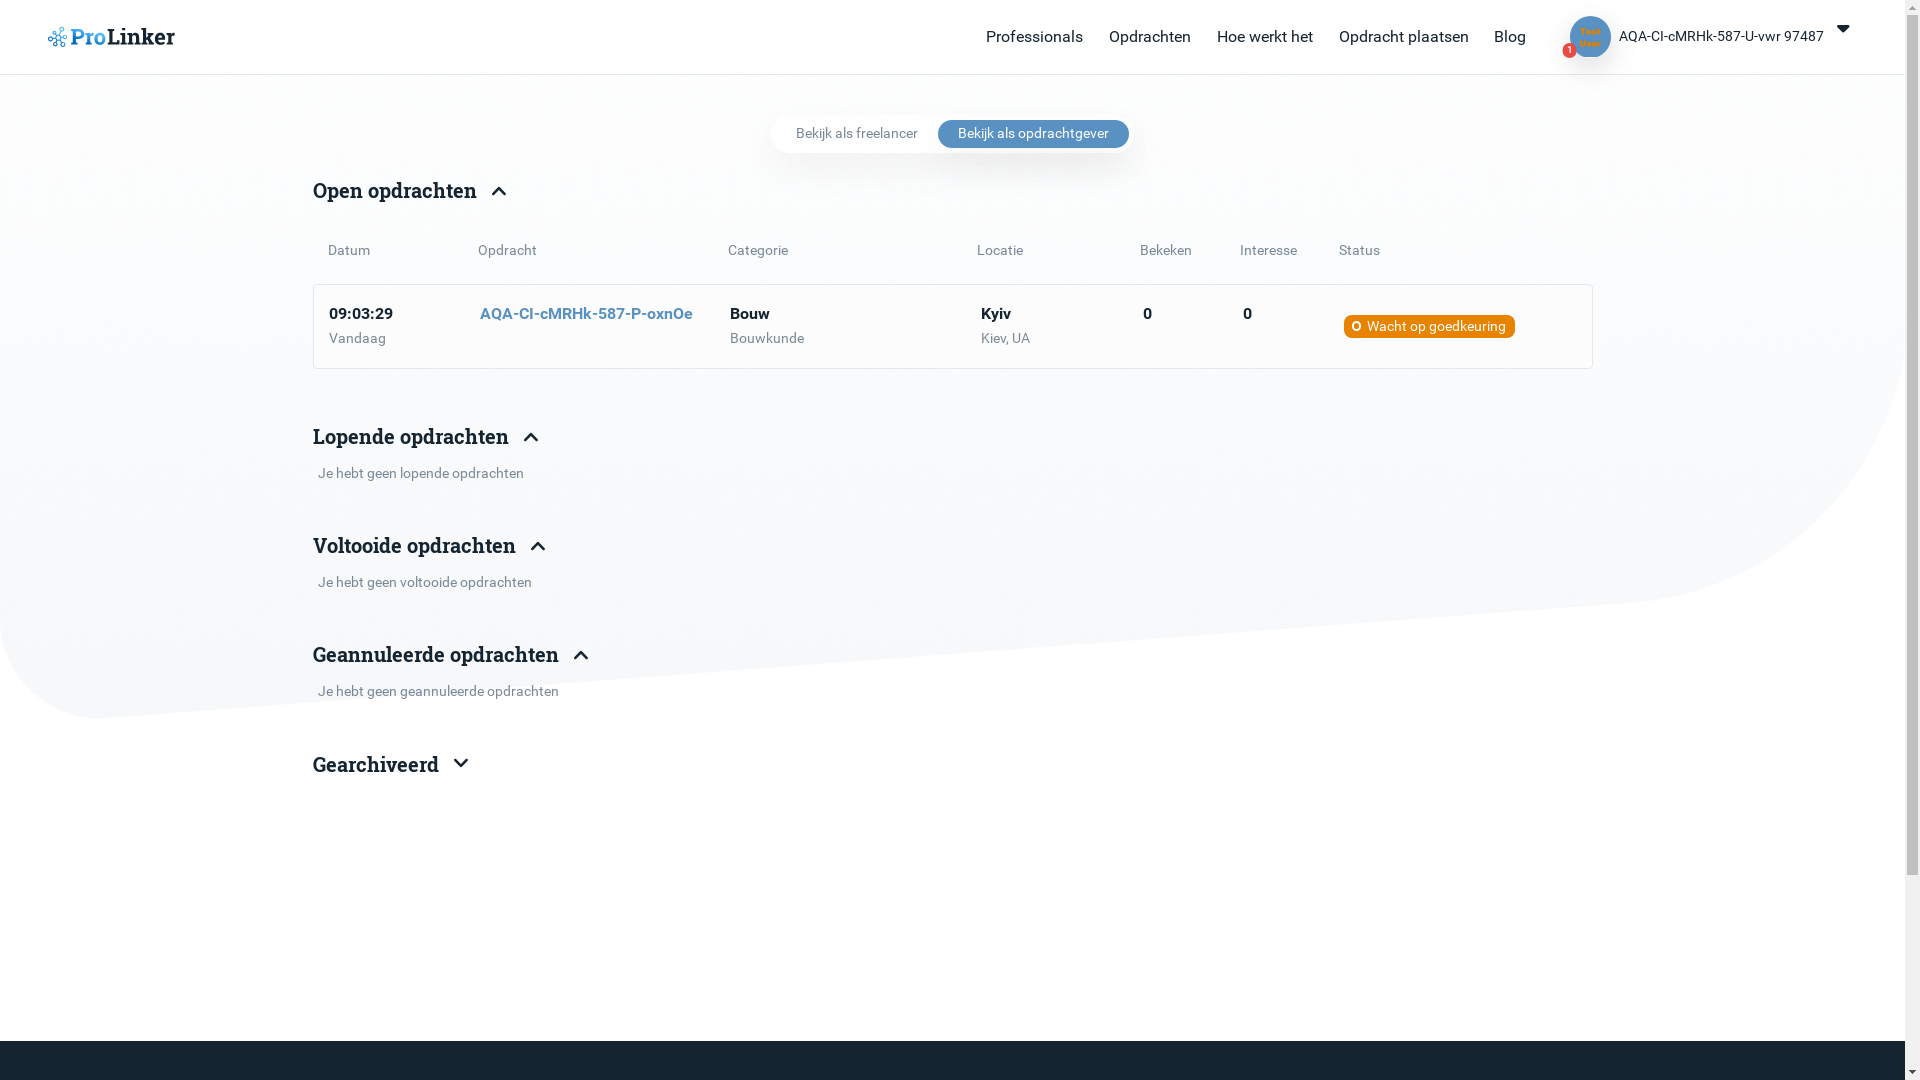 ProLinker
Professionals Opdrachten Hoe werkt het Opdracht plaatsen Blog
Test User
1
AQA-CI-cMRHk-587-U-vwr 97487
Bekijk als freelancer Bekijk als opdrachtgever
Open opdrachten
Datum Opdracht Categorie Locatie Bekeken Interesse Status
09:03:29 AQA-CI-cMRHk-587-P-oxnOe Bouw Kyiv 0 0 Wacht op goedkeuring
Vandaag Bouwkunde Kiev, UA
Lopende opdrachten
Je hebt geen lopende opdrachten
Voltooide opdrachten
Je hebt geen voltooide opdrachten
Geannuleerde opdrachten
Je hebt geen geannuleerde opdrachten
Gearchiveerd